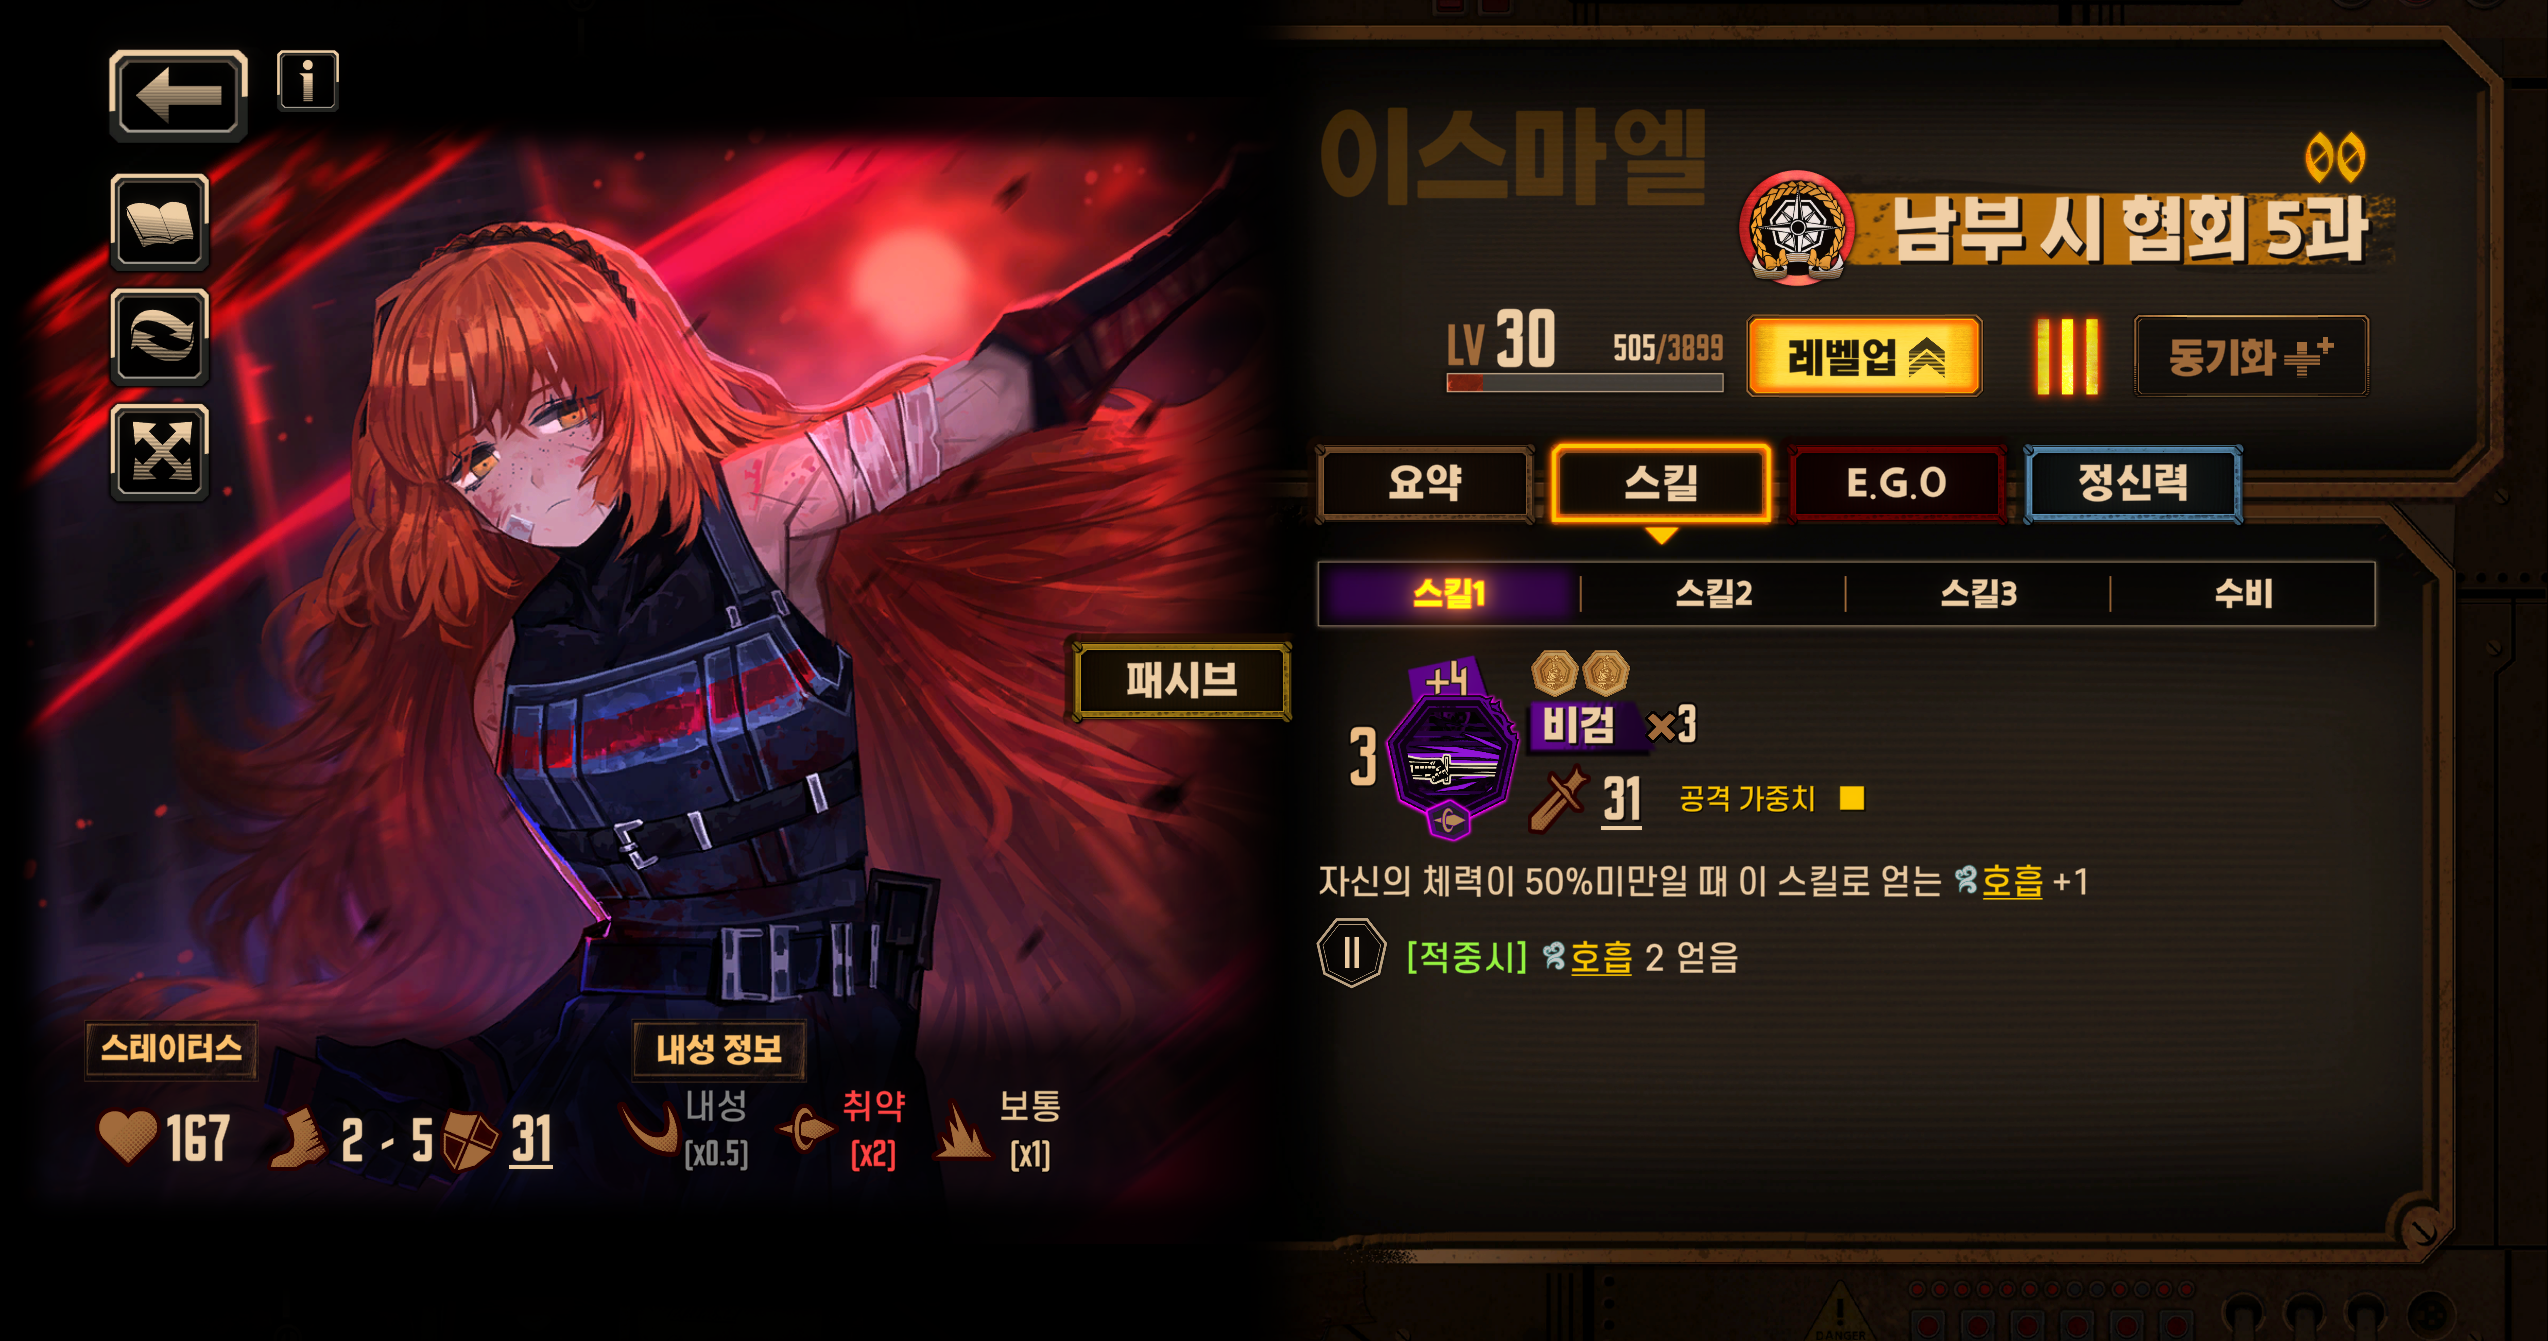 이스마엘
남부 시 협회 5과
LV 30
505/3899
레벨업
동기화
요약
스킬
E.G.O
정신력
스킬1
스킬2
스킬3
수비
패시브
+4
3
비검 ×3
31
공격 가중치
자신의 체력이 50%미만일 때 이 스킬로 얻는 호흡 +1
II [적중시] 호흡 2 얻음
스테이터스
167
2 - 5
31
내성 정보
내성
[x0.5]
취약
[x2]
보통
[x1]
DANGER